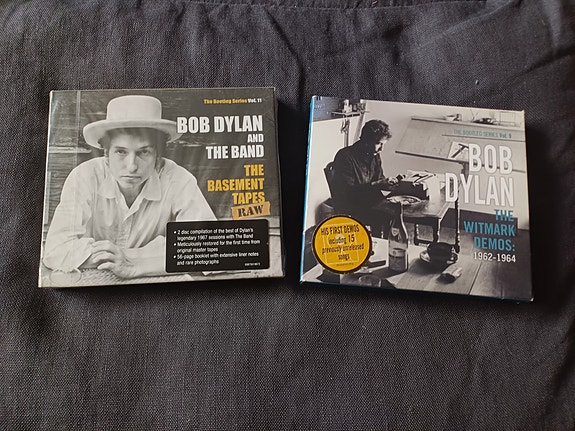 The Bootleg Series Vol. 11
BOB DYLAN
AND
THE BAND
THE
BASEMENT
TAPES
RAW
• 2 disc compilation of the best of Dylan's
legendary 1967 sessions with The Band
• Meticulously restored for the first time from
original master tapes
• 56-page booklet with extensive liner notes
and rare photographs
THE BOOTLEG SERIES Vol. 9
BOB
DYLAN
THE
WITMARK
DEMOS:
1962-1964
HIS FIRST DEMOS
including 15
previously unreleased
songs